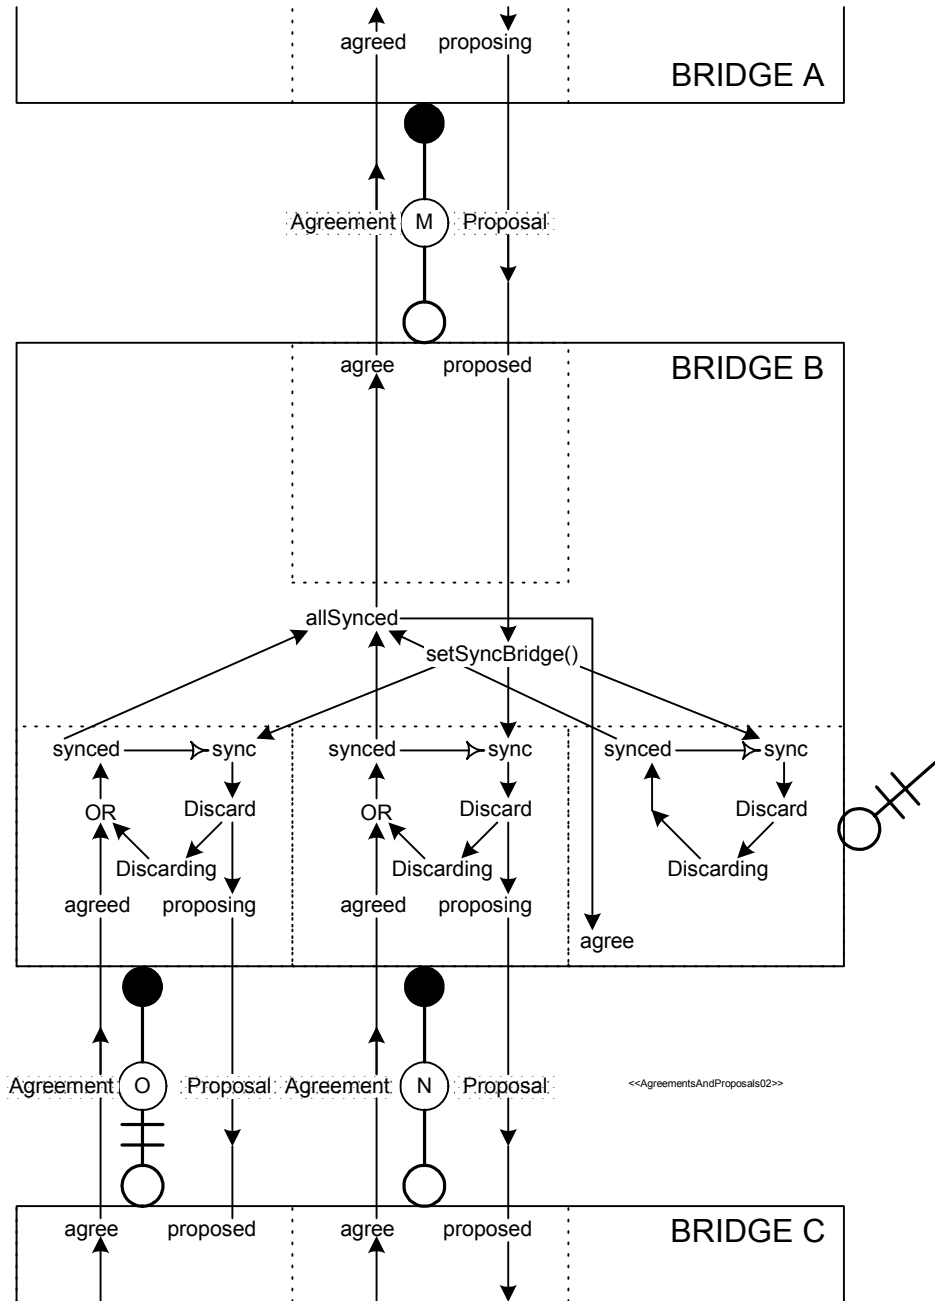 agreed proposing
BRIDGE A
Agreement M Proposal
agree proposed BRIDGE B
allSynced
setSyncBridge()
synced sync synced sync synced sync
OR Discard OR Discard Discard
Discarding Discarding Discarding
agreed proposing agreed proposing
agree
Agreement O Proposal Agreement N Proposal <<AgreementsAndProposals02>>
agree proposed agree proposed BRIDGE C